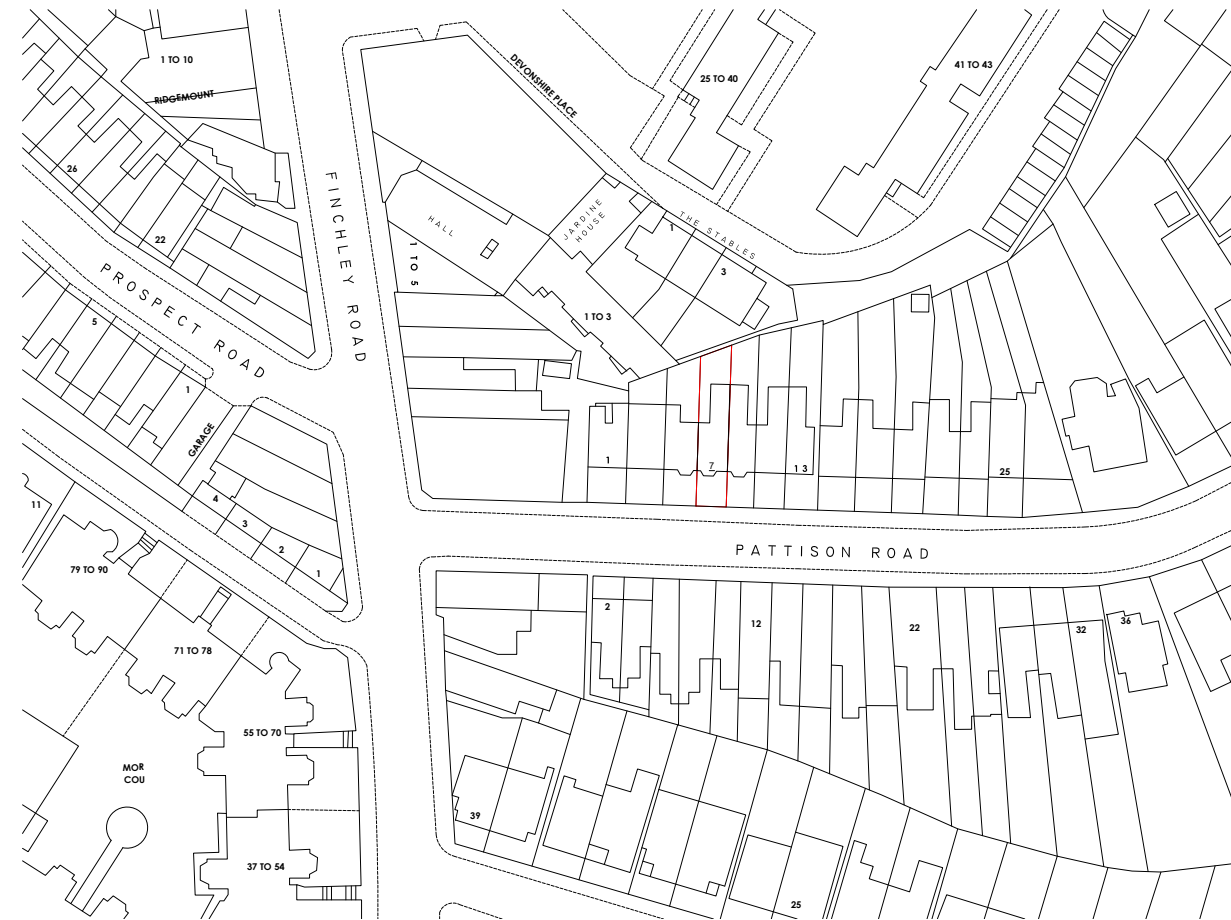 1 TO 10
RIDGEMOUNT
DEVONSHIRE PLACE
25 TO 40
41 TO 43
26
22
FINCHLEY ROAD
HALL
JARDINE
HOUSE
THE STABLES
1
3
1 TO 5
1 TO 3
PROSPECT ROAD
5
1
GARAGE
1
7
13
25
4
3
2
1
11
79 TO 90
PATTISON ROAD
2
12
22
32
36
71 TO 78
55 TO 70
MOR
COU
39
37 TO 54
25